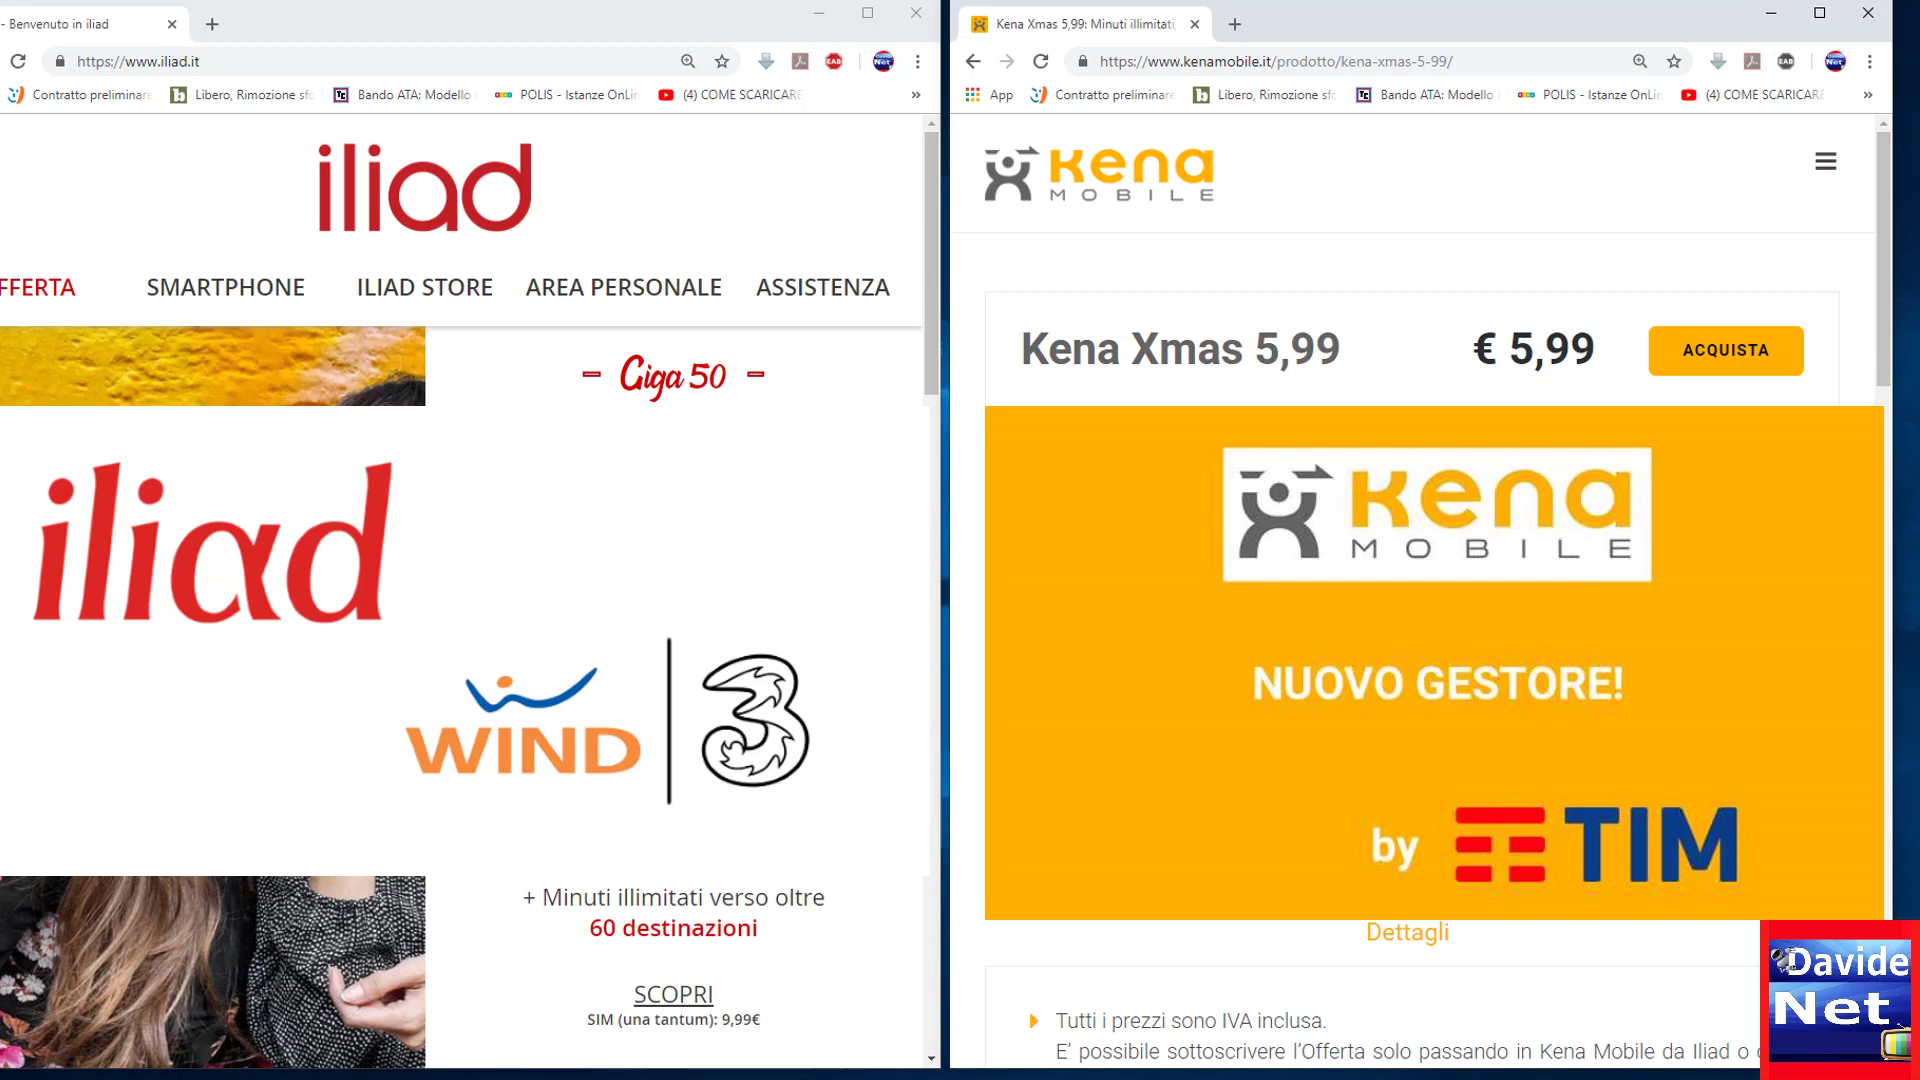 - Benvenuto in iliad
https://www.iliad.it
Contratto preliminare
Libero, Rimozione sfo
Bando ATA: Modello
POLIS - Istanze OnLin
(4) COME SCARICARE
iliad
FFERTA
SMARTPHONE
ILIAD STORE
AREA PERSONALE
ASSISTENZA
- Giga 50 -
iliad
WIND | 3
+ Minuti illimitati verso oltre
60 destinazioni
SCOPRI
SIM (una tantum): 9,99€
Kena Xmas 5,99: Minuti illimitati,
https://www.kenamobile.it/prodotto/kena-xmas-5-99/
App
Contratto preliminare
Libero, Rimozione sfo
Bando ATA: Modello
POLIS - Istanze OnLin
(4) COME SCARICARE
kena
MOBILE
Kena Xmas 5,99
€ 5,99
ACQUISTA
kena
MOBILE
NUOVO GESTORE!
by TIM
Dettagli
Tutti i prezzi sono IVA inclusa.
E' possibile sottoscrivere l'Offerta solo passando in Kena Mobile da Iliad o
Davide
Net